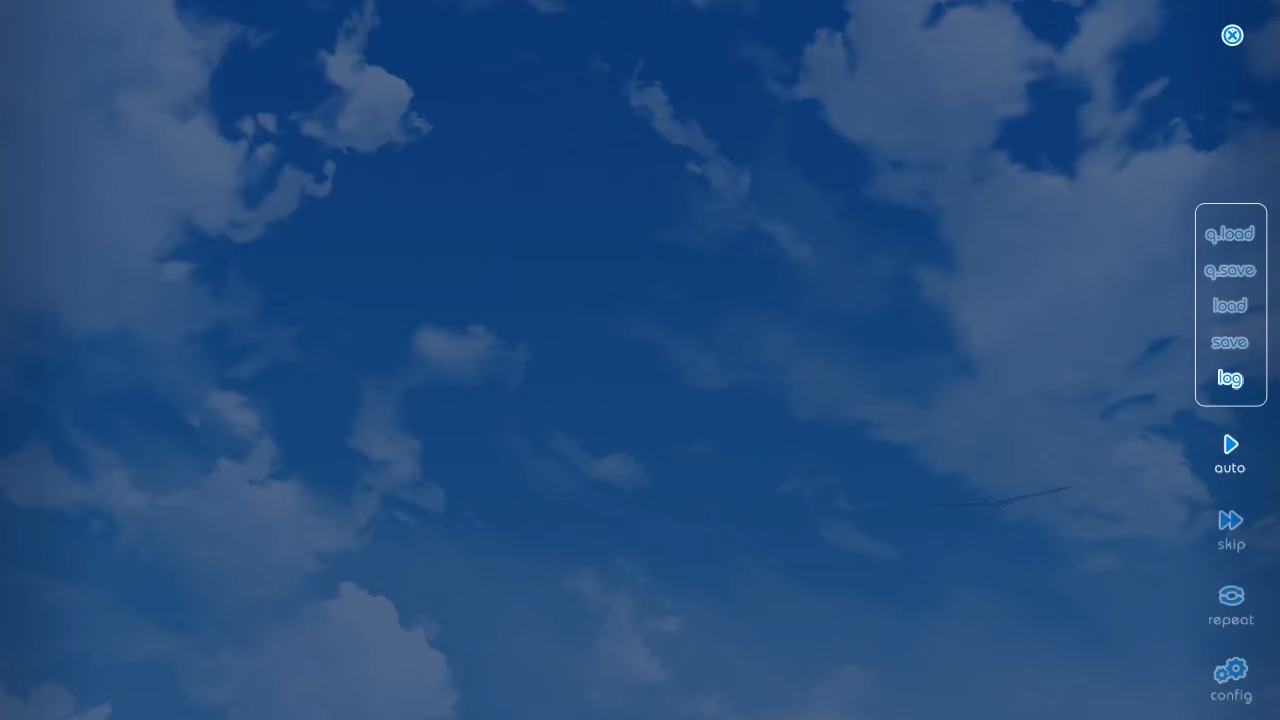 q.load
q.save
load
save
log
auto
skip
repeat
config